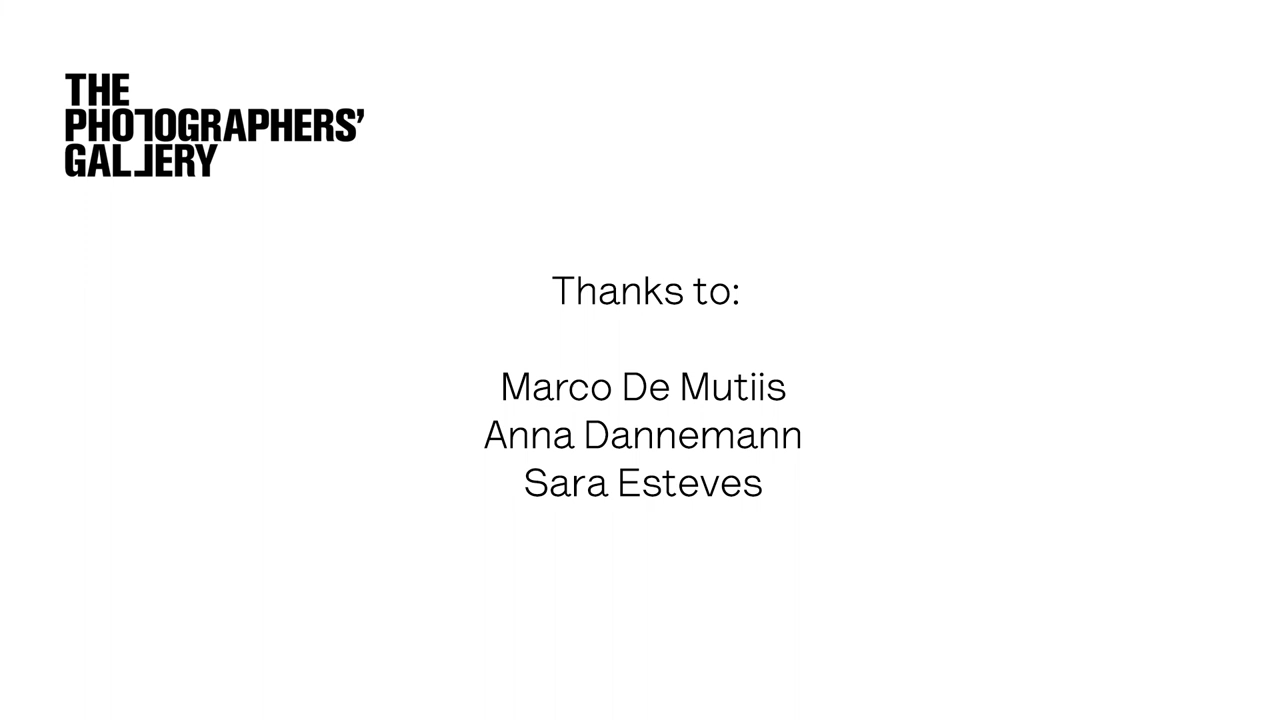 THE
PHOTOGRAPHERS’
GALLERY
Thanks to:
Marco De Mutiis
Anna Dannemann
Sara Esteves